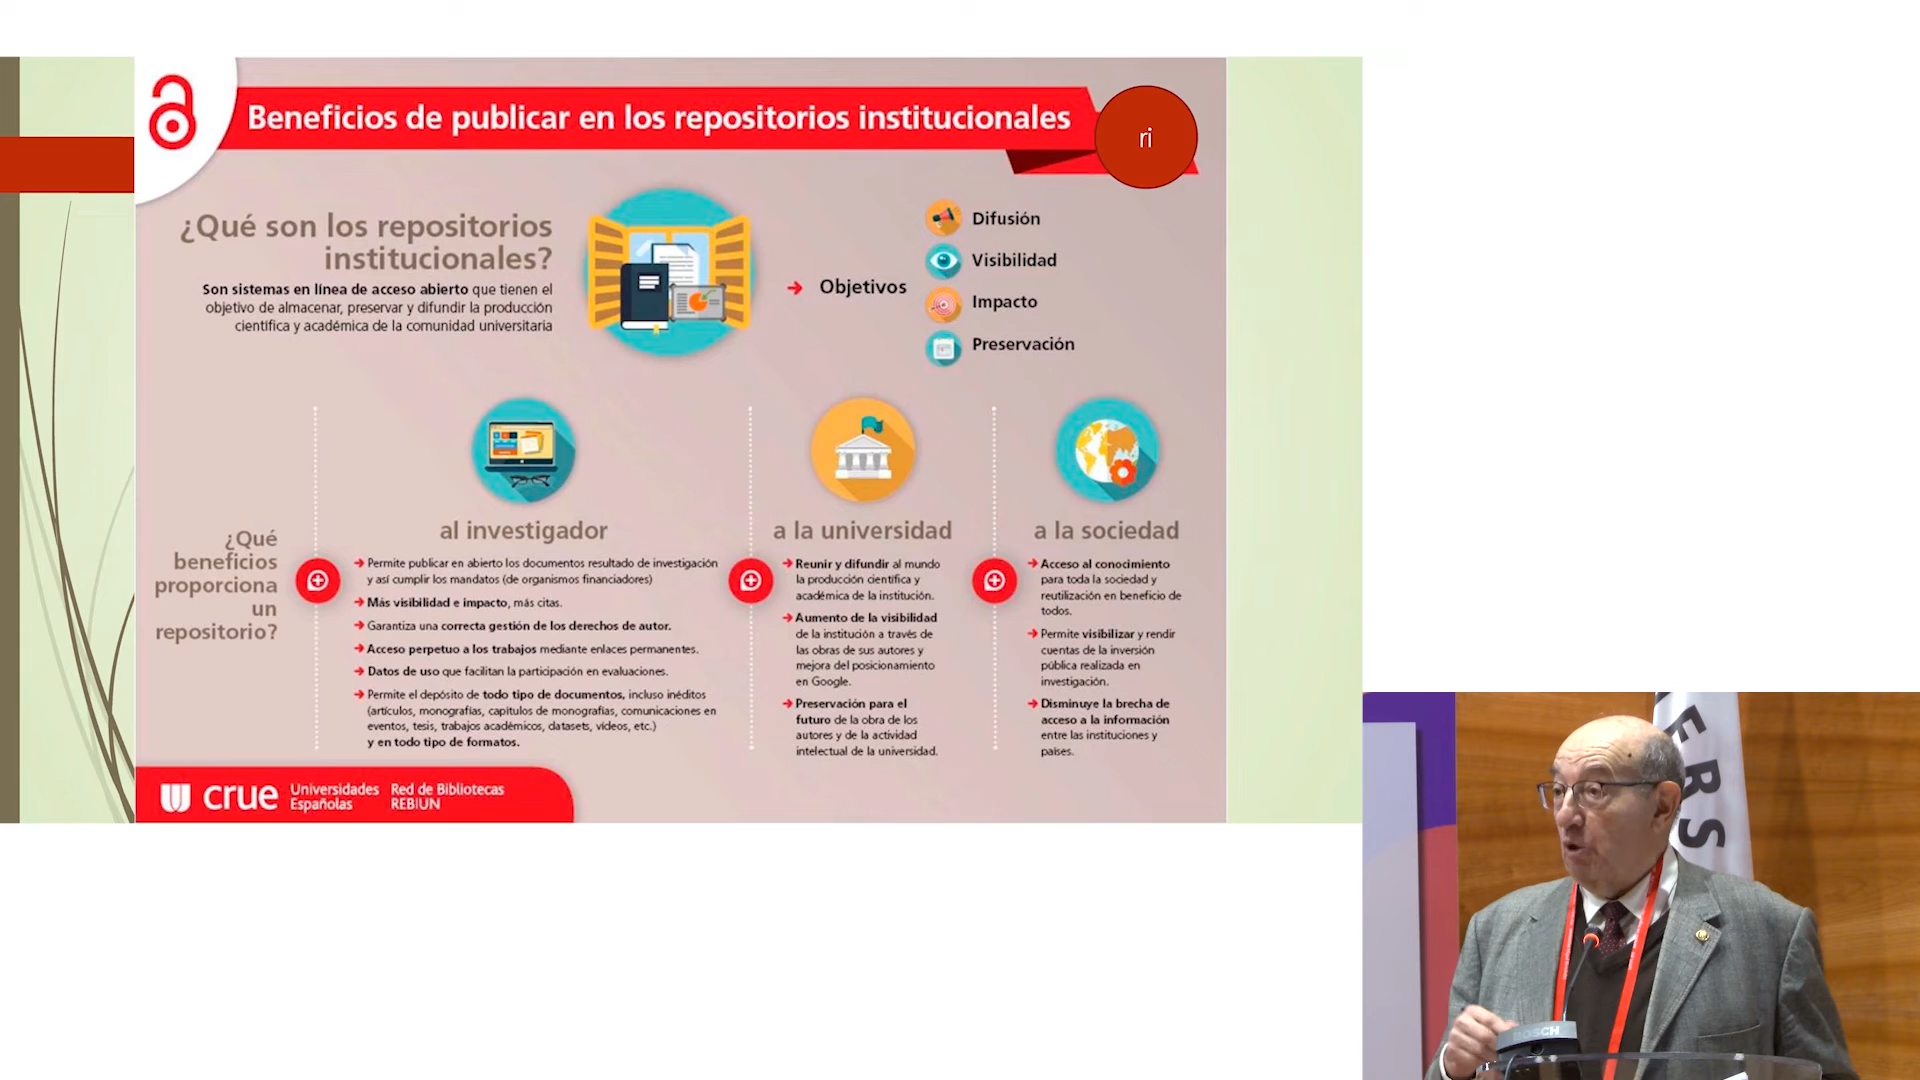 Beneficios de publicar en los repositorios institucionales
ri
¿Qué son los repositorios
institucionales?
Son sistemas en línea de acceso abierto que tienen el
objetivo de almacenar, preservar y difundir la producción
científica y académica de la comunidad universitaria
Objetivos
Difusión
Visibilidad
Impacto
Preservación
¿Qué
beneficios
proporciona
un
repositorio?
al investigador
Permite publicar en abierto los documentos resultado de investigación
y así cumplir los mandatos (de organismos financiadores)
Más visibilidad e impacto, más citas.
Garantiza una correcta gestión de los derechos de autor.
Acceso perpetuo a los trabajos mediante enlaces permanentes.
Datos de uso que facilitan la participación en evaluaciones.
Permite el depósito de todo tipo de documentos, incluso inéditos
(artículos, monografías, capítulos de monografías, comunicaciones en
eventos, tesis, trabajos académicos, datasets, vídeos, etc.)
y en todo tipo de formatos.
a la universidad
Reunir y difundir al mundo
la producción científica y
académica de la institución.
Aumento de la visibilidad
de la institución a través de
las obras de sus autores y
mejora del posicionamiento
en Google.
Preservación para el
futuro de la obra de los
autores y de la actividad
intelectual de la universidad.
a la sociedad
Acceso al conocimiento
para toda la sociedad y
reutilización en beneficio de
todos.
Permite visibilizar y rendir
cuentas de la inversión
pública realizada en
investigación.
Disminuye la brecha de
acceso a la información
entre las instituciones y
países.
crue
Universidades
Españolas
Red de Bibliotecas
REBIUN
ERS
BOSCH